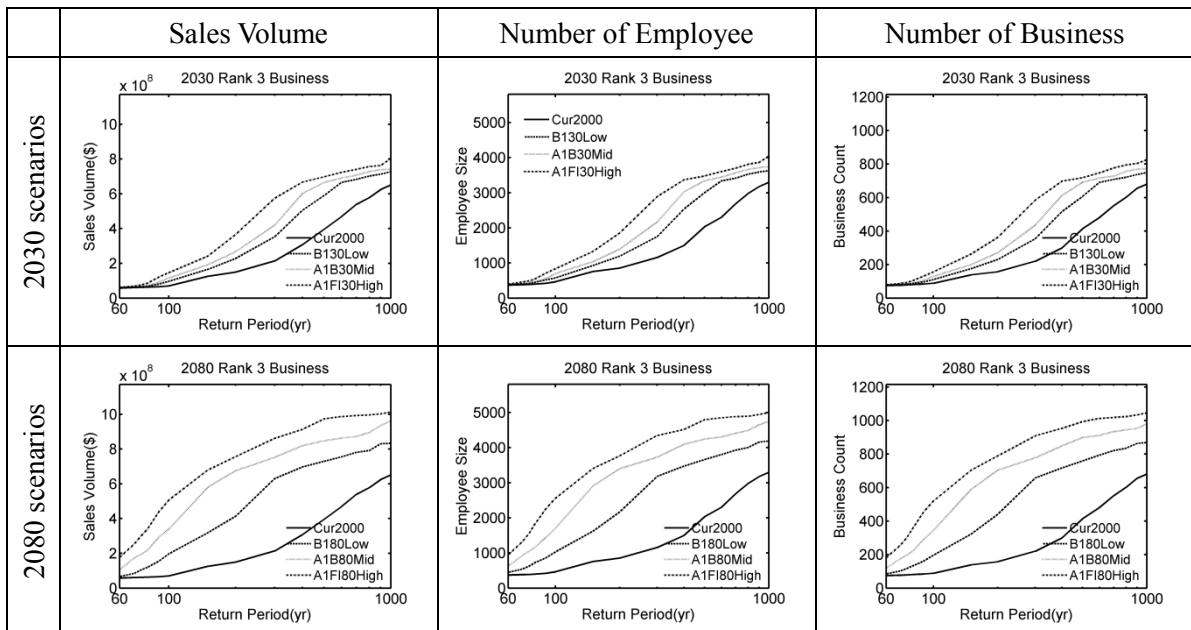 Sales Volume
Number of Employee
Number of Business
2030 scenarios
x 10⁸
2030 Rank 3 Business
10
8
6
4
2
0
Sales Volume($)
Cur2000
B130Low
A1B30Mid
A1FI30High
60
100
1000
Return Period(yr)
2030 Rank 3 Business
5000
4000
3000
2000
1000
0
Employee Size
Cur2000
B130Low
A1B30Mid
A1FI30High
60
100
1000
Return Period(yr)
2030 Rank 3 Business
1200
1000
800
600
400
200
0
Business Count
Cur2000
B130Low
A1B30Mid
A1FI30High
60
100
1000
Return Period(yr)
2080 scenarios
x 10⁸
2080 Rank 3 Business
10
8
6
4
2
0
Sales Volume($)
Cur2000
B180Low
A1B80Mid
A1FI80High
60
100
1000
Return Period(yr)
2080 Rank 3 Business
5000
4000
3000
2000
1000
0
Employee Size
Cur2000
B180Low
A1B80Mid
A1FI80High
60
100
1000
Return Period(yr)
2080 Rank 3 Business
1200
1000
800
600
400
200
0
Business Count
Cur2000
B180Low
A1B80Mid
A1FI80High
60
100
1000
Return Period(yr)